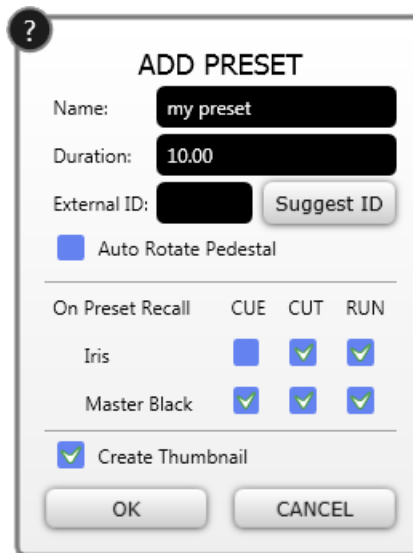 ?
ADD PRESET
Name: my preset
Duration: 10.00
External ID: Suggest ID
Auto Rotate Pedestal
On Preset Recall CUE CUT RUN
Iris
Master Black
Create Thumbnail
OK CANCEL